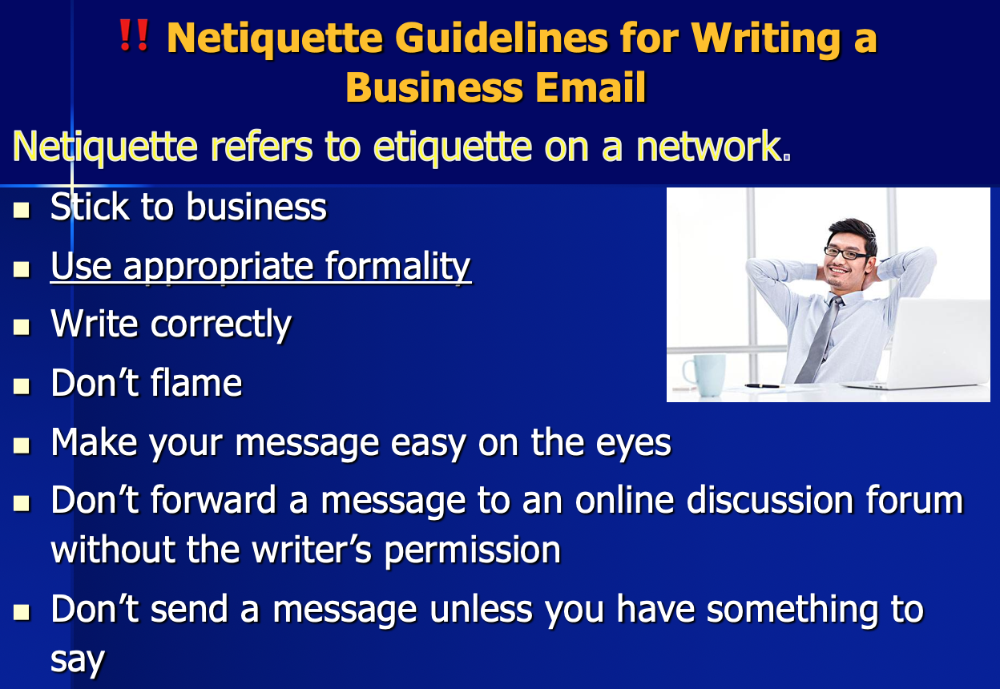 ‼ Netiquette Guidelines for Writing a
Business Email
Netiquette refers to etiquette on a network.
■ Stick to business
■ Use appropriate formality
■ Write correctly
■ Don’t flame
■ Make your message easy on the eyes
■ Don’t forward a message to an online discussion forum
without the writer’s permission
■ Don’t send a message unless you have something to
say